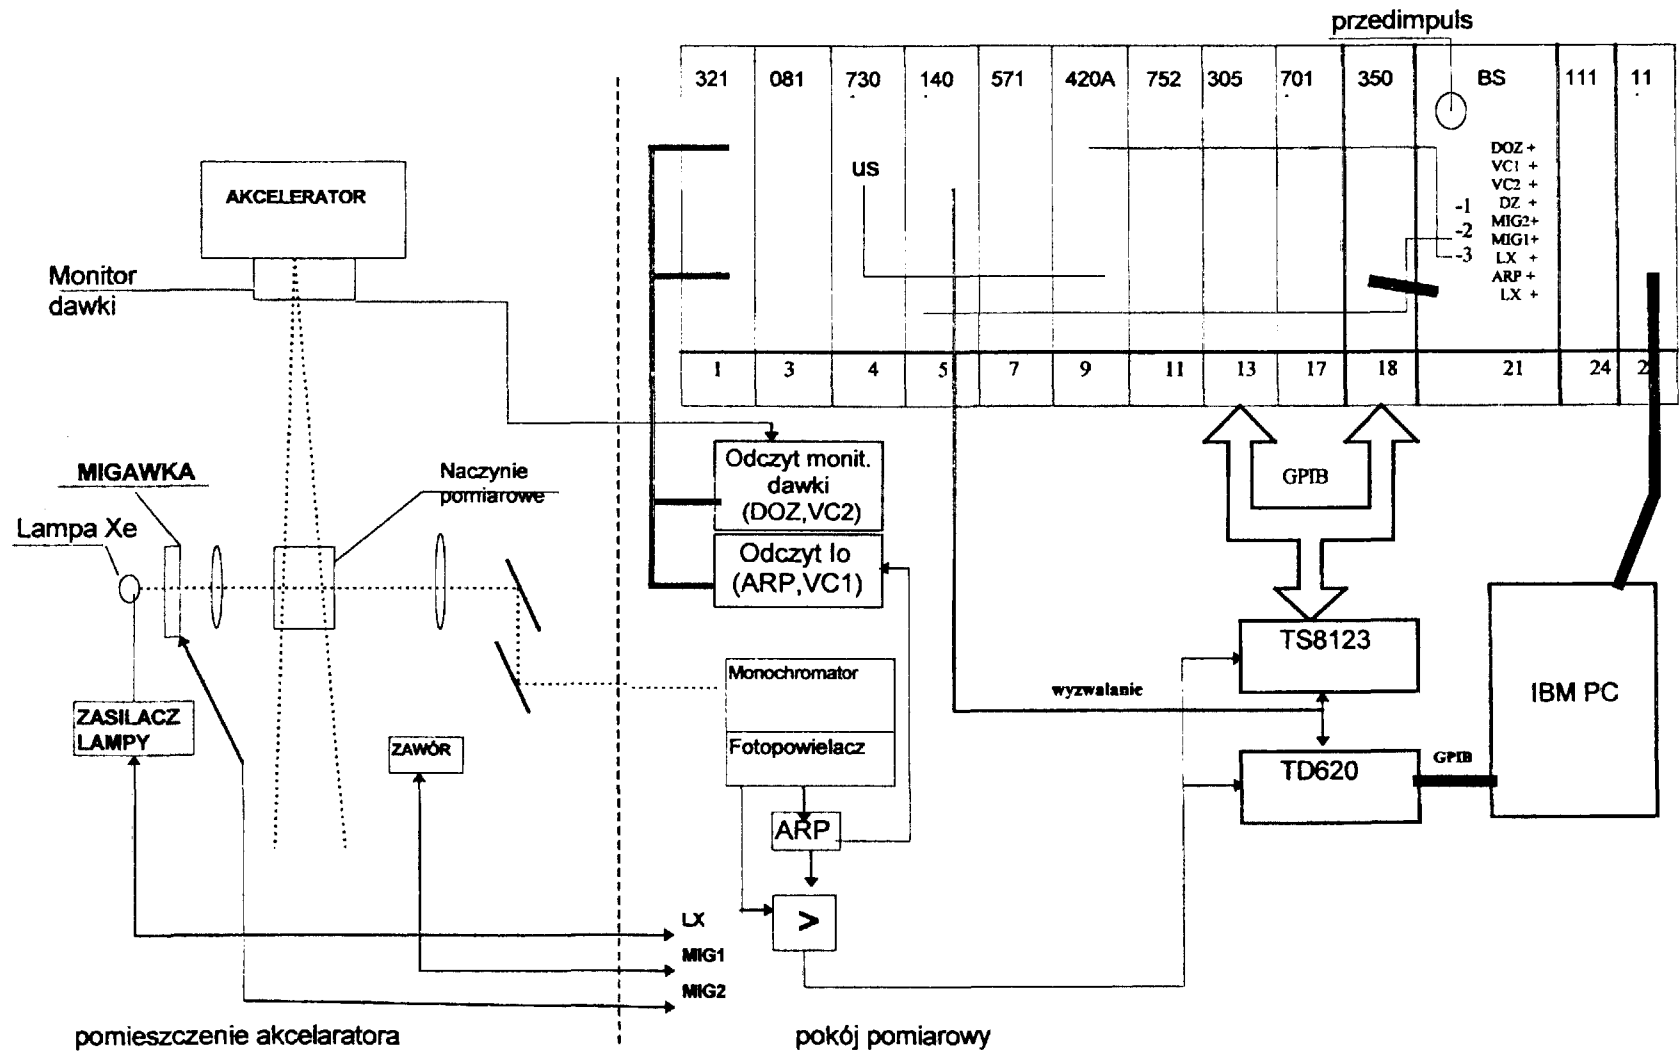 przedimpuls
321 081 730 140 571 420A 752 305 701 350 BS 111 11
us
DOZ +
VC1 +
VC2 +
-1 DZ +
MIG2+
-2 MIG1+
-3 LX +
ARP +
LX +
1 3 4 5 7 9 11 13 17 18 21 24 2
AKCELERATOR
Monitor
dawki
MIGAWKA
Lampa Xe
Naczynie
pomiarowe
ZASILACZ
LAMPY
ZAWÓR
Odczyt monit.
dawki
(DOZ,VC2)
Odczyt Io
(ARP,VC1)
Monochromator
Fotopowielacz
ARP
>
GPIB
TS8123
wyzwalanie
TD620
GPIB
IBM PC
LX
MIG1
MIG2
pomieszczenie akcelaratora
pokój pomiarowy